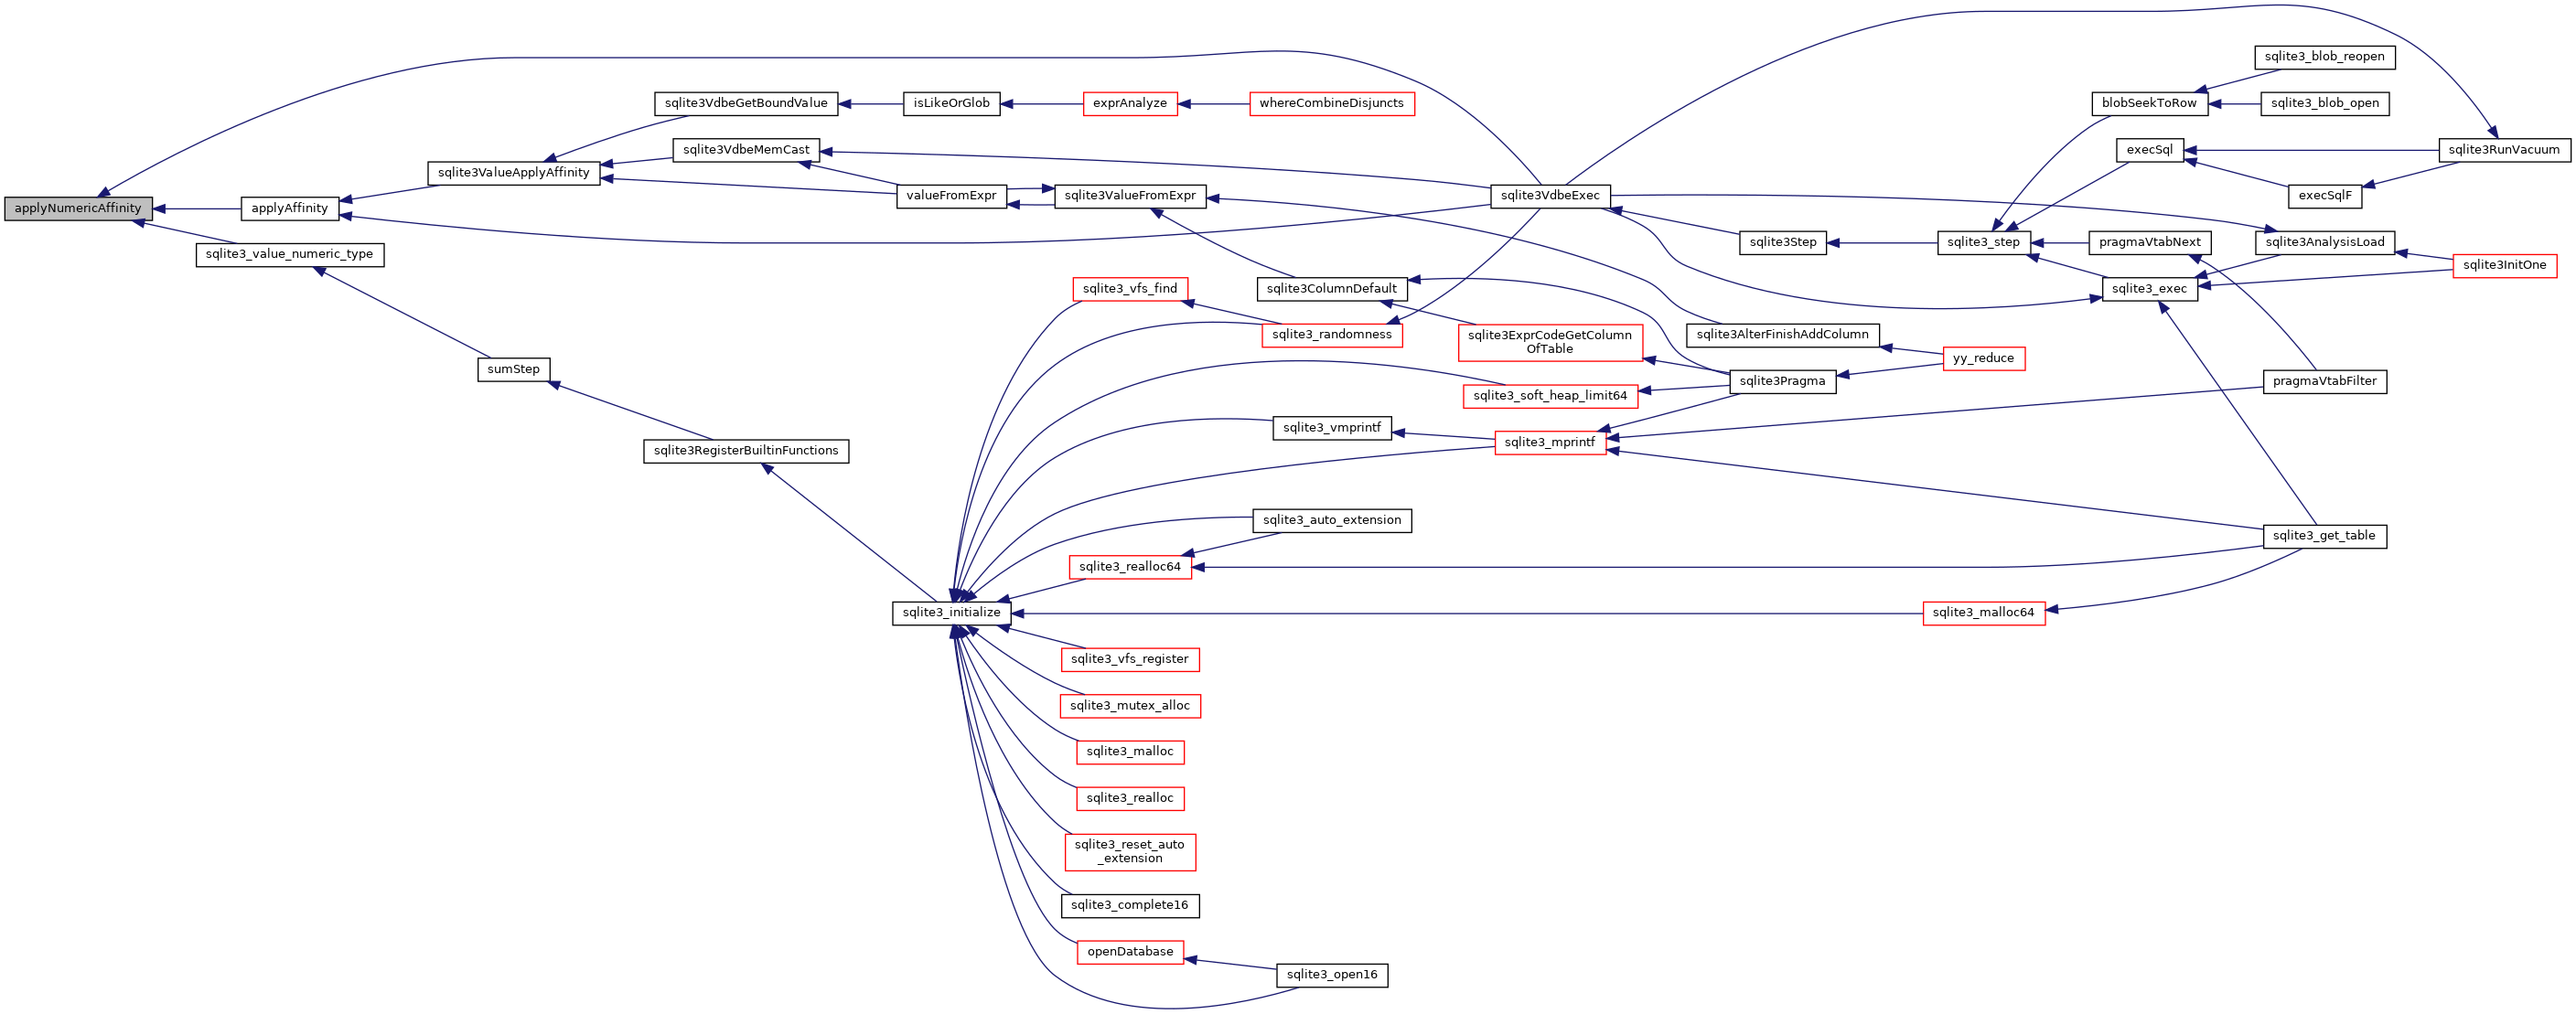 sqlite3_blob_reopen
sqlite3VdbeGetBoundValue
isLikeOrGlob
exprAnalyze
whereCombineDisjuncts
blobSeekToRow
sqlite3_blob_open
sqlite3VdbeMemCast
execSql
sqlite3RunVacuum
sqlite3ValueApplyAffinity
valueFromExpr
sqlite3ValueFromExpr
sqlite3VdbeExec
execSqlF
applyNumericAffinity
applyAffinity
sqlite3Step
sqlite3_step
pragmaVtabNext
sqlite3AnalysisLoad
sqlite3_value_numeric_type
sqlite3InitOne
sqlite3_vfs_find
sqlite3ColumnDefault
sqlite3_exec
sqlite3_randomness
sqlite3ExprCodeGetColumn
OfTable
sqlite3AlterFinishAddColumn
yy_reduce
sumStep
sqlite3Pragma
pragmaVtabFilter
sqlite3_soft_heap_limit64
sqlite3_vmprintf
sqlite3_mprintf
sqlite3RegisterBuiltinFunctions
sqlite3_auto_extension
sqlite3_get_table
sqlite3_realloc64
sqlite3_initialize
sqlite3_malloc64
sqlite3_vfs_register
sqlite3_mutex_alloc
sqlite3_malloc
sqlite3_realloc
sqlite3_reset_auto
_extension
sqlite3_complete16
openDatabase
sqlite3_open16